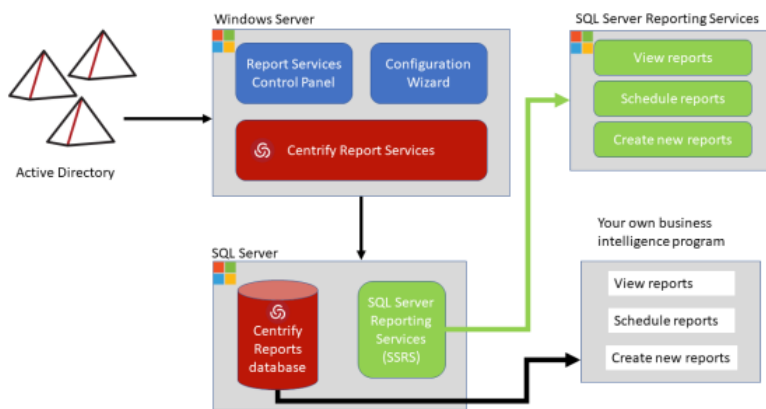 Windows Server
Report Services
Control Panel
Configuration
Wizard
Centrify Report Services
Active Directory
SQL Server Reporting Services
View reports
Schedule reports
Create new reports
SQL Server
Centrify
Reports
database
SQL Server
Reporting
Services
(SSRS)
Your own business
intelligence program
View reports
Schedule reports
Create new reports